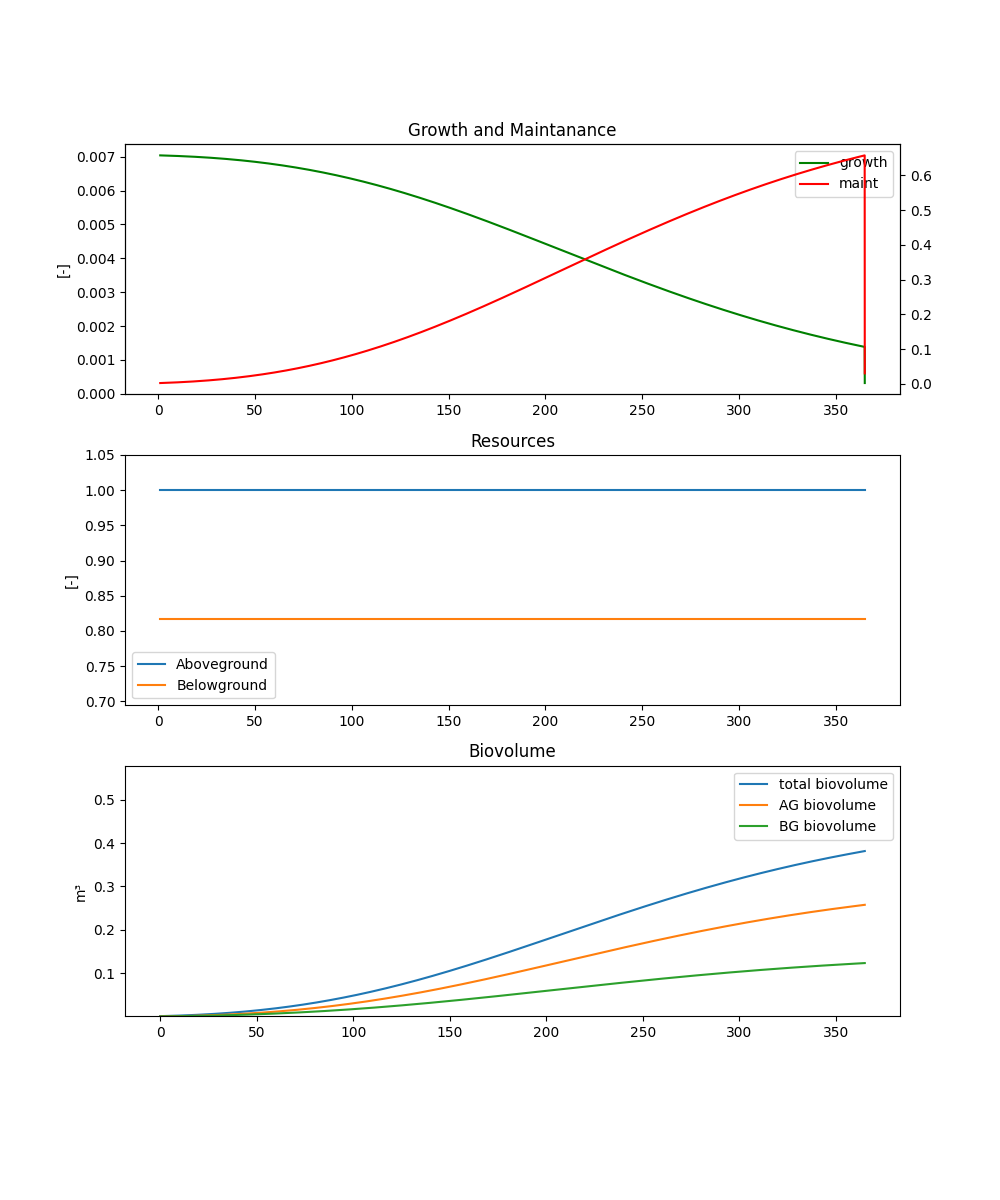 Growth and Maintanance
growth
maint
[-]
0.007
0.006
0.005
0.004
0.003
0.002
0.001
0.000
0.6
0.5
0.4
0.3
0.2
0.1
0.0
0 50 100 150 200 250 300 350
Resources
[-]
1.05
1.00
0.95
0.90
0.85
0.80
0.75
0.70
Aboveground
Belowground
0 50 100 150 200 250 300 350
Biovolume
total biovolume
AG biovolume
BG biovolume
m³
0.5
0.4
0.3
0.2
0.1
0 50 100 150 200 250 300 350